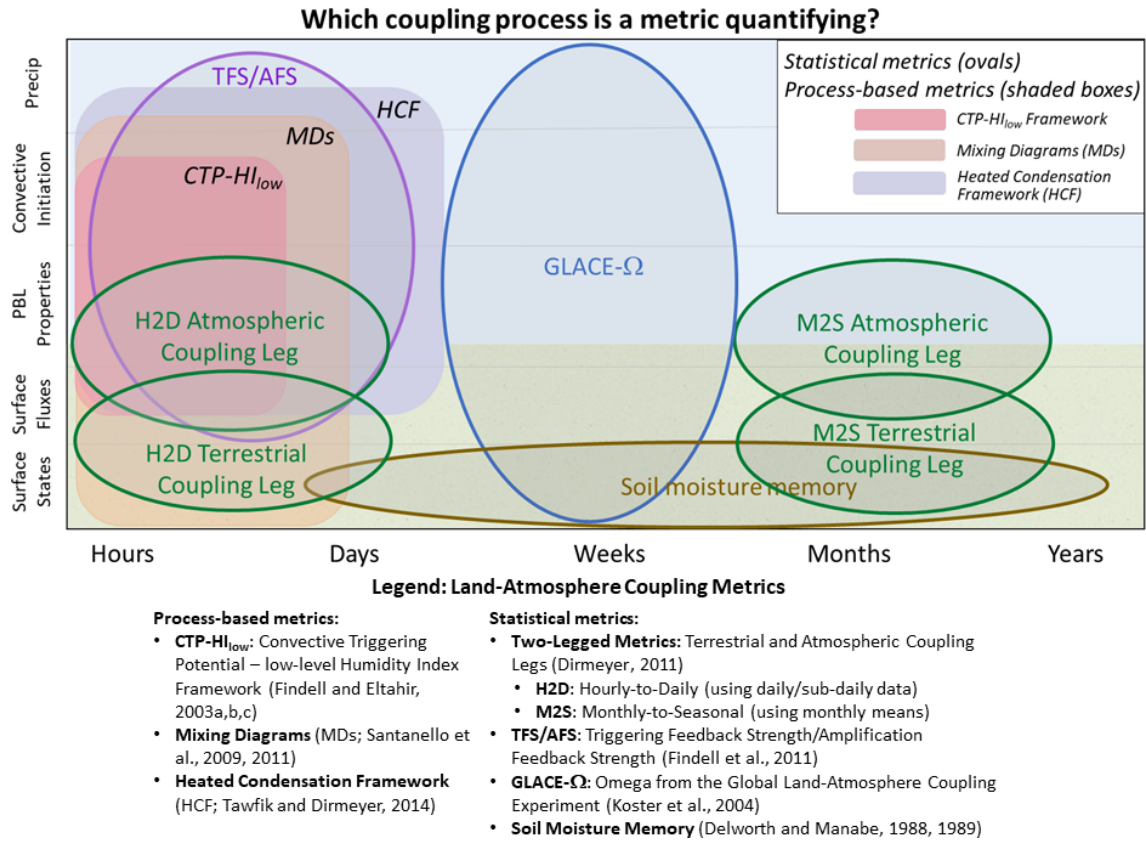 Which coupling process is a metric quantifying?
Precip
Convective
Initiation
PBL
Properties
Surface
Fluxes
Surface
States
TFS/AFS
HCF
MDs
CTP-HIlow
H2D Atmospheric
Coupling Leg
H2D Terrestrial
Coupling Leg
GLACE-Ω
M2S Atmospheric
Coupling Leg
M2S Terrestrial
Coupling Leg
Soil moisture memory
Statistical metrics (ovals)
Process-based metrics (shaded boxes)
CTP-HIlow Framework
Mixing Diagrams (MDs)
Heated Condensation
Framework (HCF)
Hours Days Weeks Months Years
Legend: Land-Atmosphere Coupling Metrics
Process-based metrics:
• CTP-HIlow: Convective Triggering
Potential – low-level Humidity Index
Framework (Findell and Eltahir,
2003a,b,c)
• Mixing Diagrams (MDs; Santanello et
al., 2009, 2011)
• Heated Condensation Framework
(HCF; Tawfik and Dirmeyer, 2014)
Statistical metrics:
• Two-Legged Metrics: Terrestrial and Atmospheric Coupling
Legs (Dirmeyer, 2011)
• H2D: Hourly-to-Daily (using daily/sub-daily data)
• M2S: Monthly-to-Seasonal (using monthly means)
• TFS/AFS: Triggering Feedback Strength/Amplification
Feedback Strength (Findell et al., 2011)
• GLACE-Ω: Omega from the Global Land-Atmosphere Coupling
Experiment (Koster et al., 2004)
• Soil Moisture Memory (Delworth and Manabe, 1988, 1989)